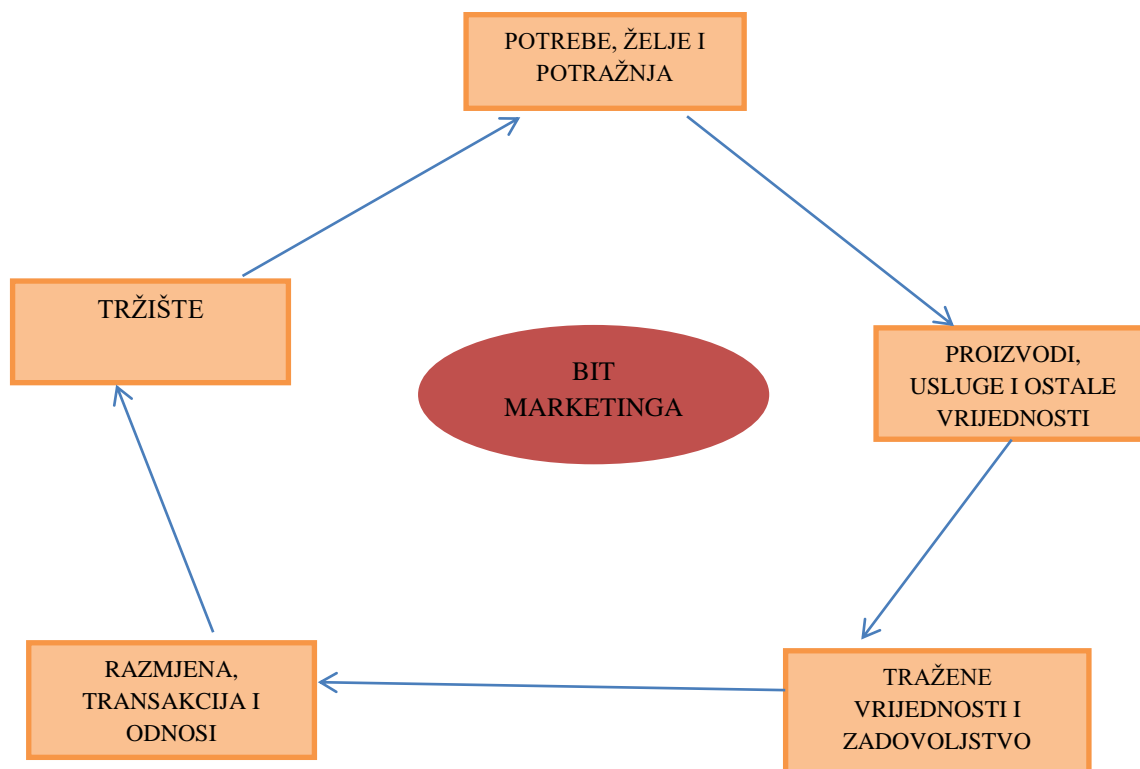 POTREBE, ŽELJE I
POTRAŽNJA
TRŽIŠTE
BIT
MARKETINGA
PROIZVODI,
USLUGE I OSTALE
VRIJEDNOSTI
RAZMJENA,
TRANSAKCIJA I
ODNOSI
TRAŽENE
VRIJEDNOSTI I
ZADOVOLJSTVO